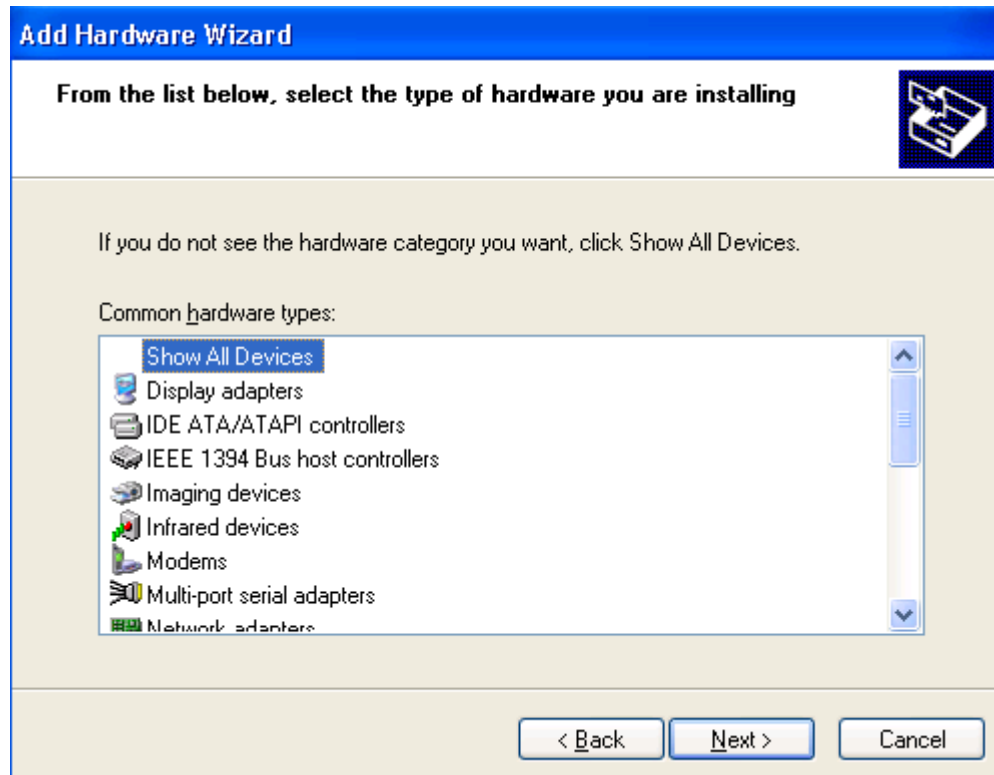 Add Hardware Wizard
From the list below, select the type of hardware you are installing
If you do not see the hardware category you want, click Show All Devices.
Common hardware types:
Show All Devices
Display adapters
IDE ATA/ATAPI controllers
IEEE 1394 Bus host controllers
Imaging devices
Infrared devices
Modems
Multi-port serial adapters
Network adapters
< Back
Next >
Cancel